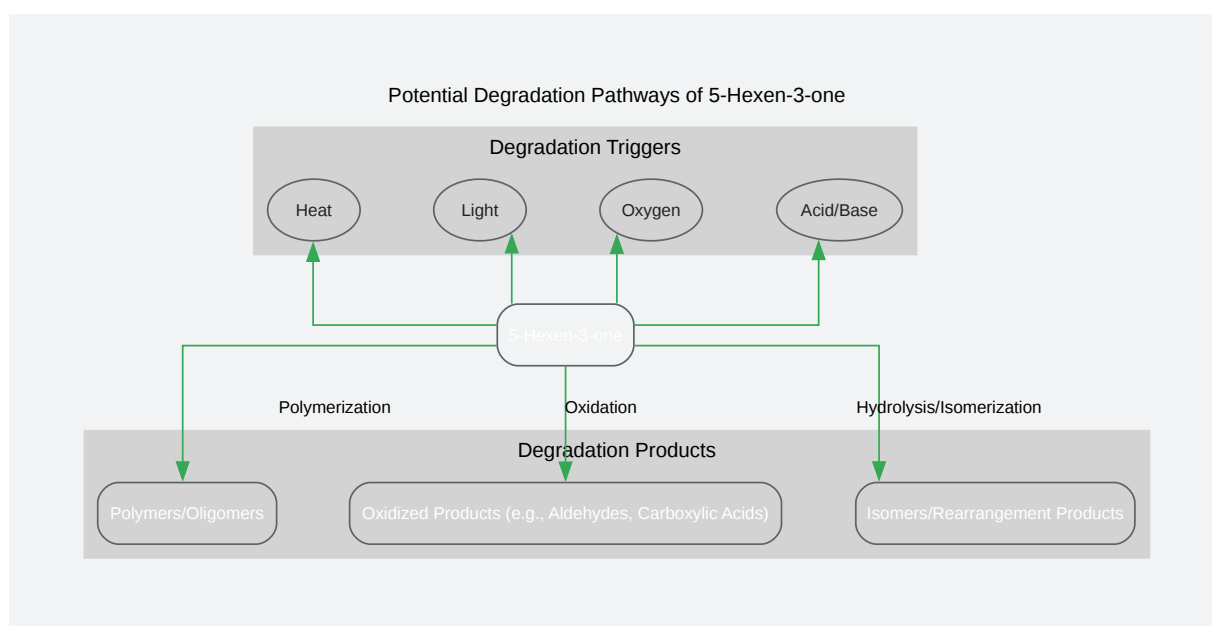 Potential Degradation Pathways of 5-Hexen-3-one
Degradation Triggers
Heat
Light
Oxygen
Acid/Base
5-Hexen-3-one
Polymerization
Oxidation
Hydrolysis/Isomerization
Degradation Products
Polymers/Oligomers
Oxidized Products (e.g., Aldehydes, Carboxylic Acids)
Isomers/Rearrangement Products